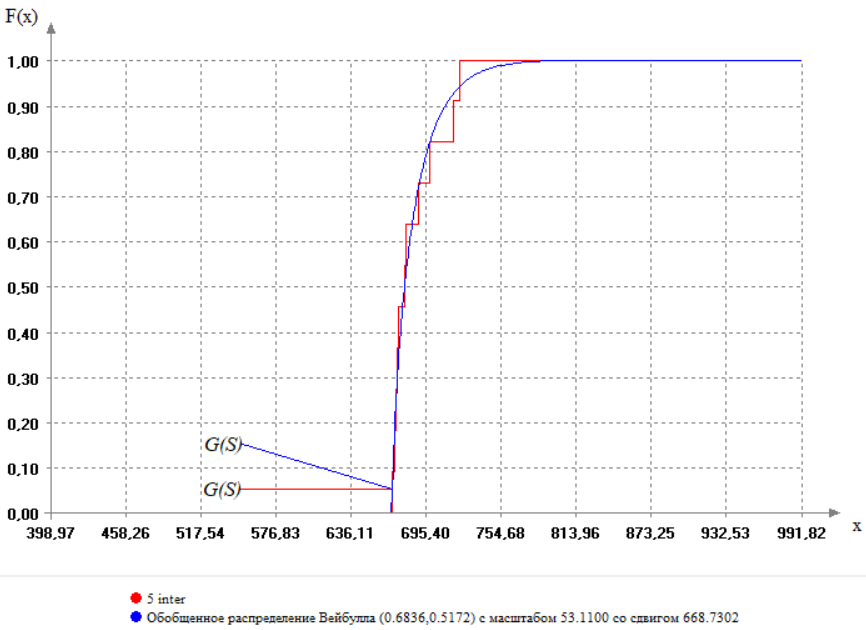 F(x)
1,00
0,90
0,80
0,70
0,60
0,50
0,40
0,30
0,20
0,10
0,00
G(S)
G(S)
398,97 458,26 517,54 576,83 636,11 695,40 754,68 813,96 873,25 932,53 991,82
x
5 inter
Обобщенное распределение Вейбулла (0.6836,0.5172) с масштабом 53.1100 со сдвигом 668.7302